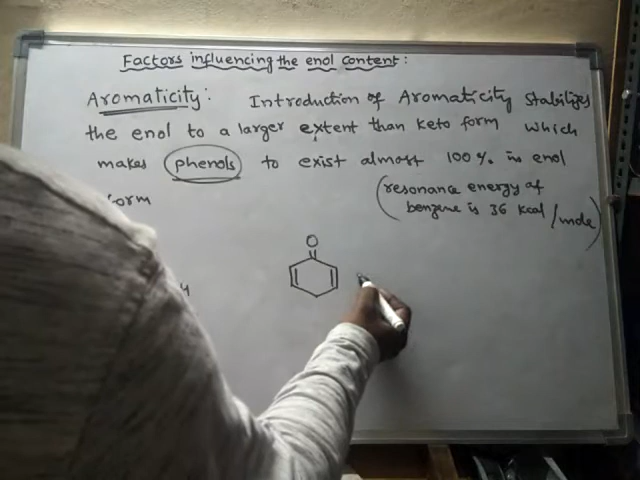 Factors influencing the enol content:
Aromaticity: Introduction of Aromaticity stabilizes
the enol to a larger extent than keto form which
makes phenols to exist almost 100% in enol
form
(resonance energy of
benzene is 36 kcal/mole)
O